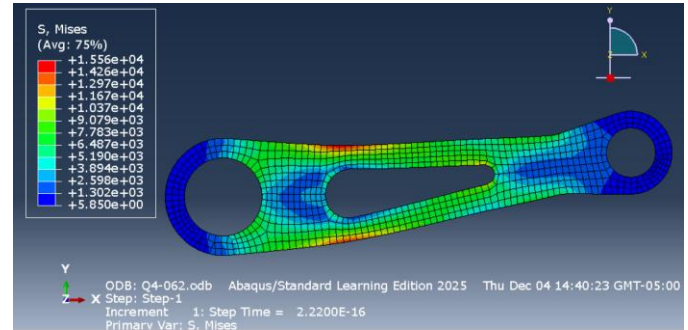 S, Mises
(Avg: 75%)
+1.556e+04
+1.426e+04
+1.297e+04
+1.167e+04
+1.037e+04
+9.079e+03
+7.783e+03
+6.487e+03
+5.190e+03
+3.894e+03
+2.598e+03
+1.302e+03
+5.850e+00
Y
Z X
Y
Z X
ODB: Q4-062.odb Abaqus/Standard Learning Edition 2025 Thu Dec 04 14:40:23 GMT-05:00
Step: Step-1
Increment 1: Step Time = 2.2200E-16
Primary Var: S, Mises